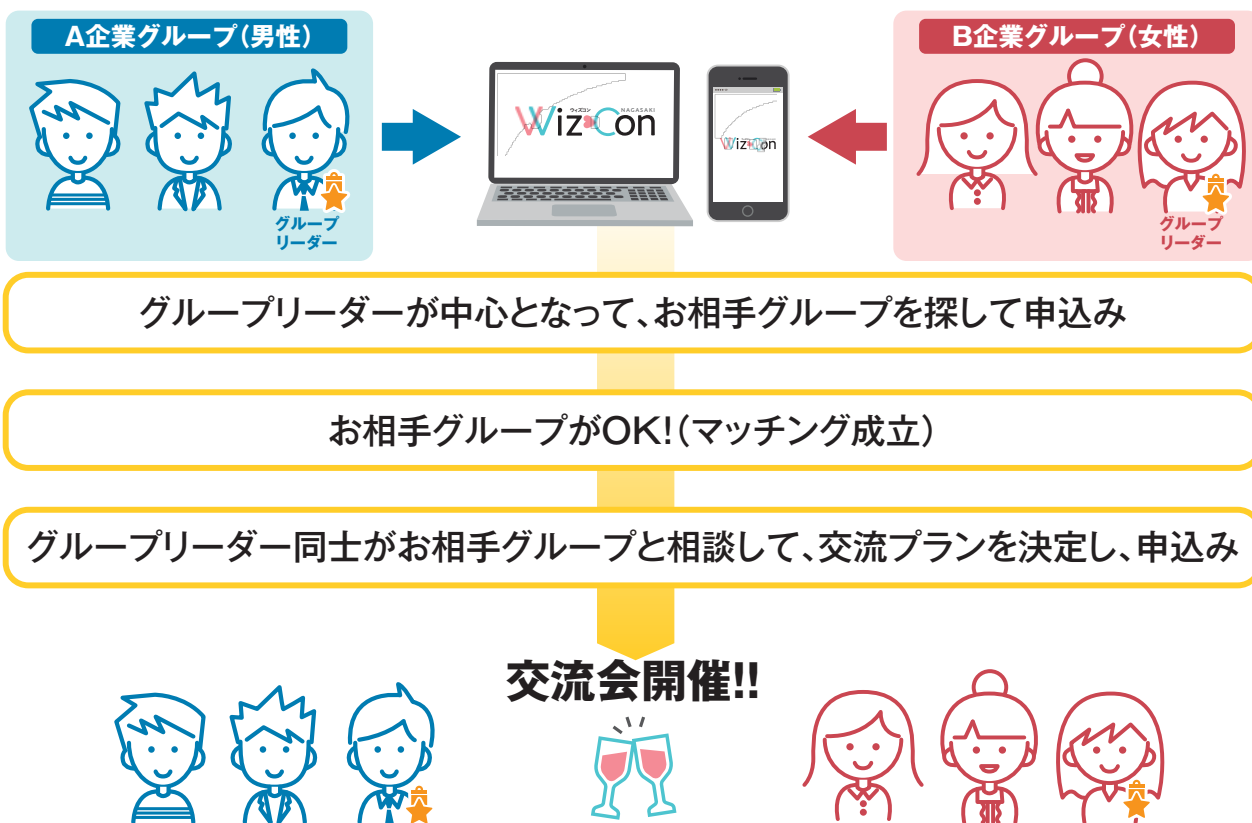 A企業グループ(男性)
B企業グループ(女性)
グループ
リーダー
ウィズコン
NAGASAKI
WizCon
WizCon
グループ
リーダー
グループリーダーが中心となって、お相手グループを探して申込み
お相手グループがOK!(マッチング成立)
グループリーダー同士がお相手グループと相談して、交流プランを決定し、申込み
交流会開催!!